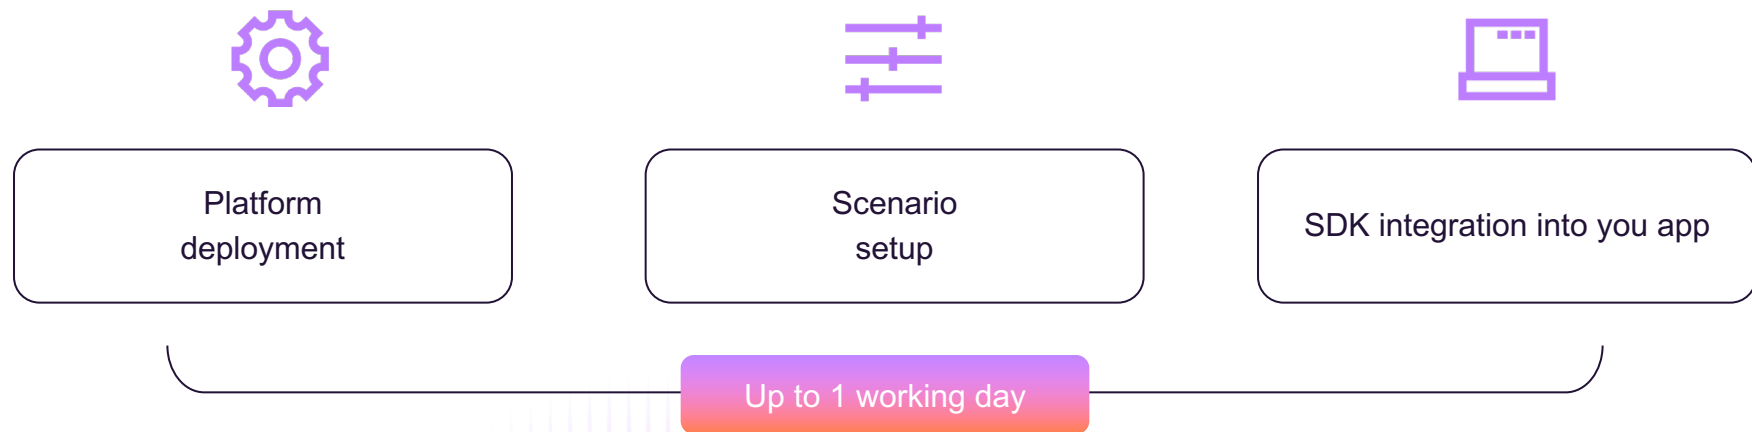 Platform
deployment
Scenario
setup
SDK integration into you app
Up to 1 working day